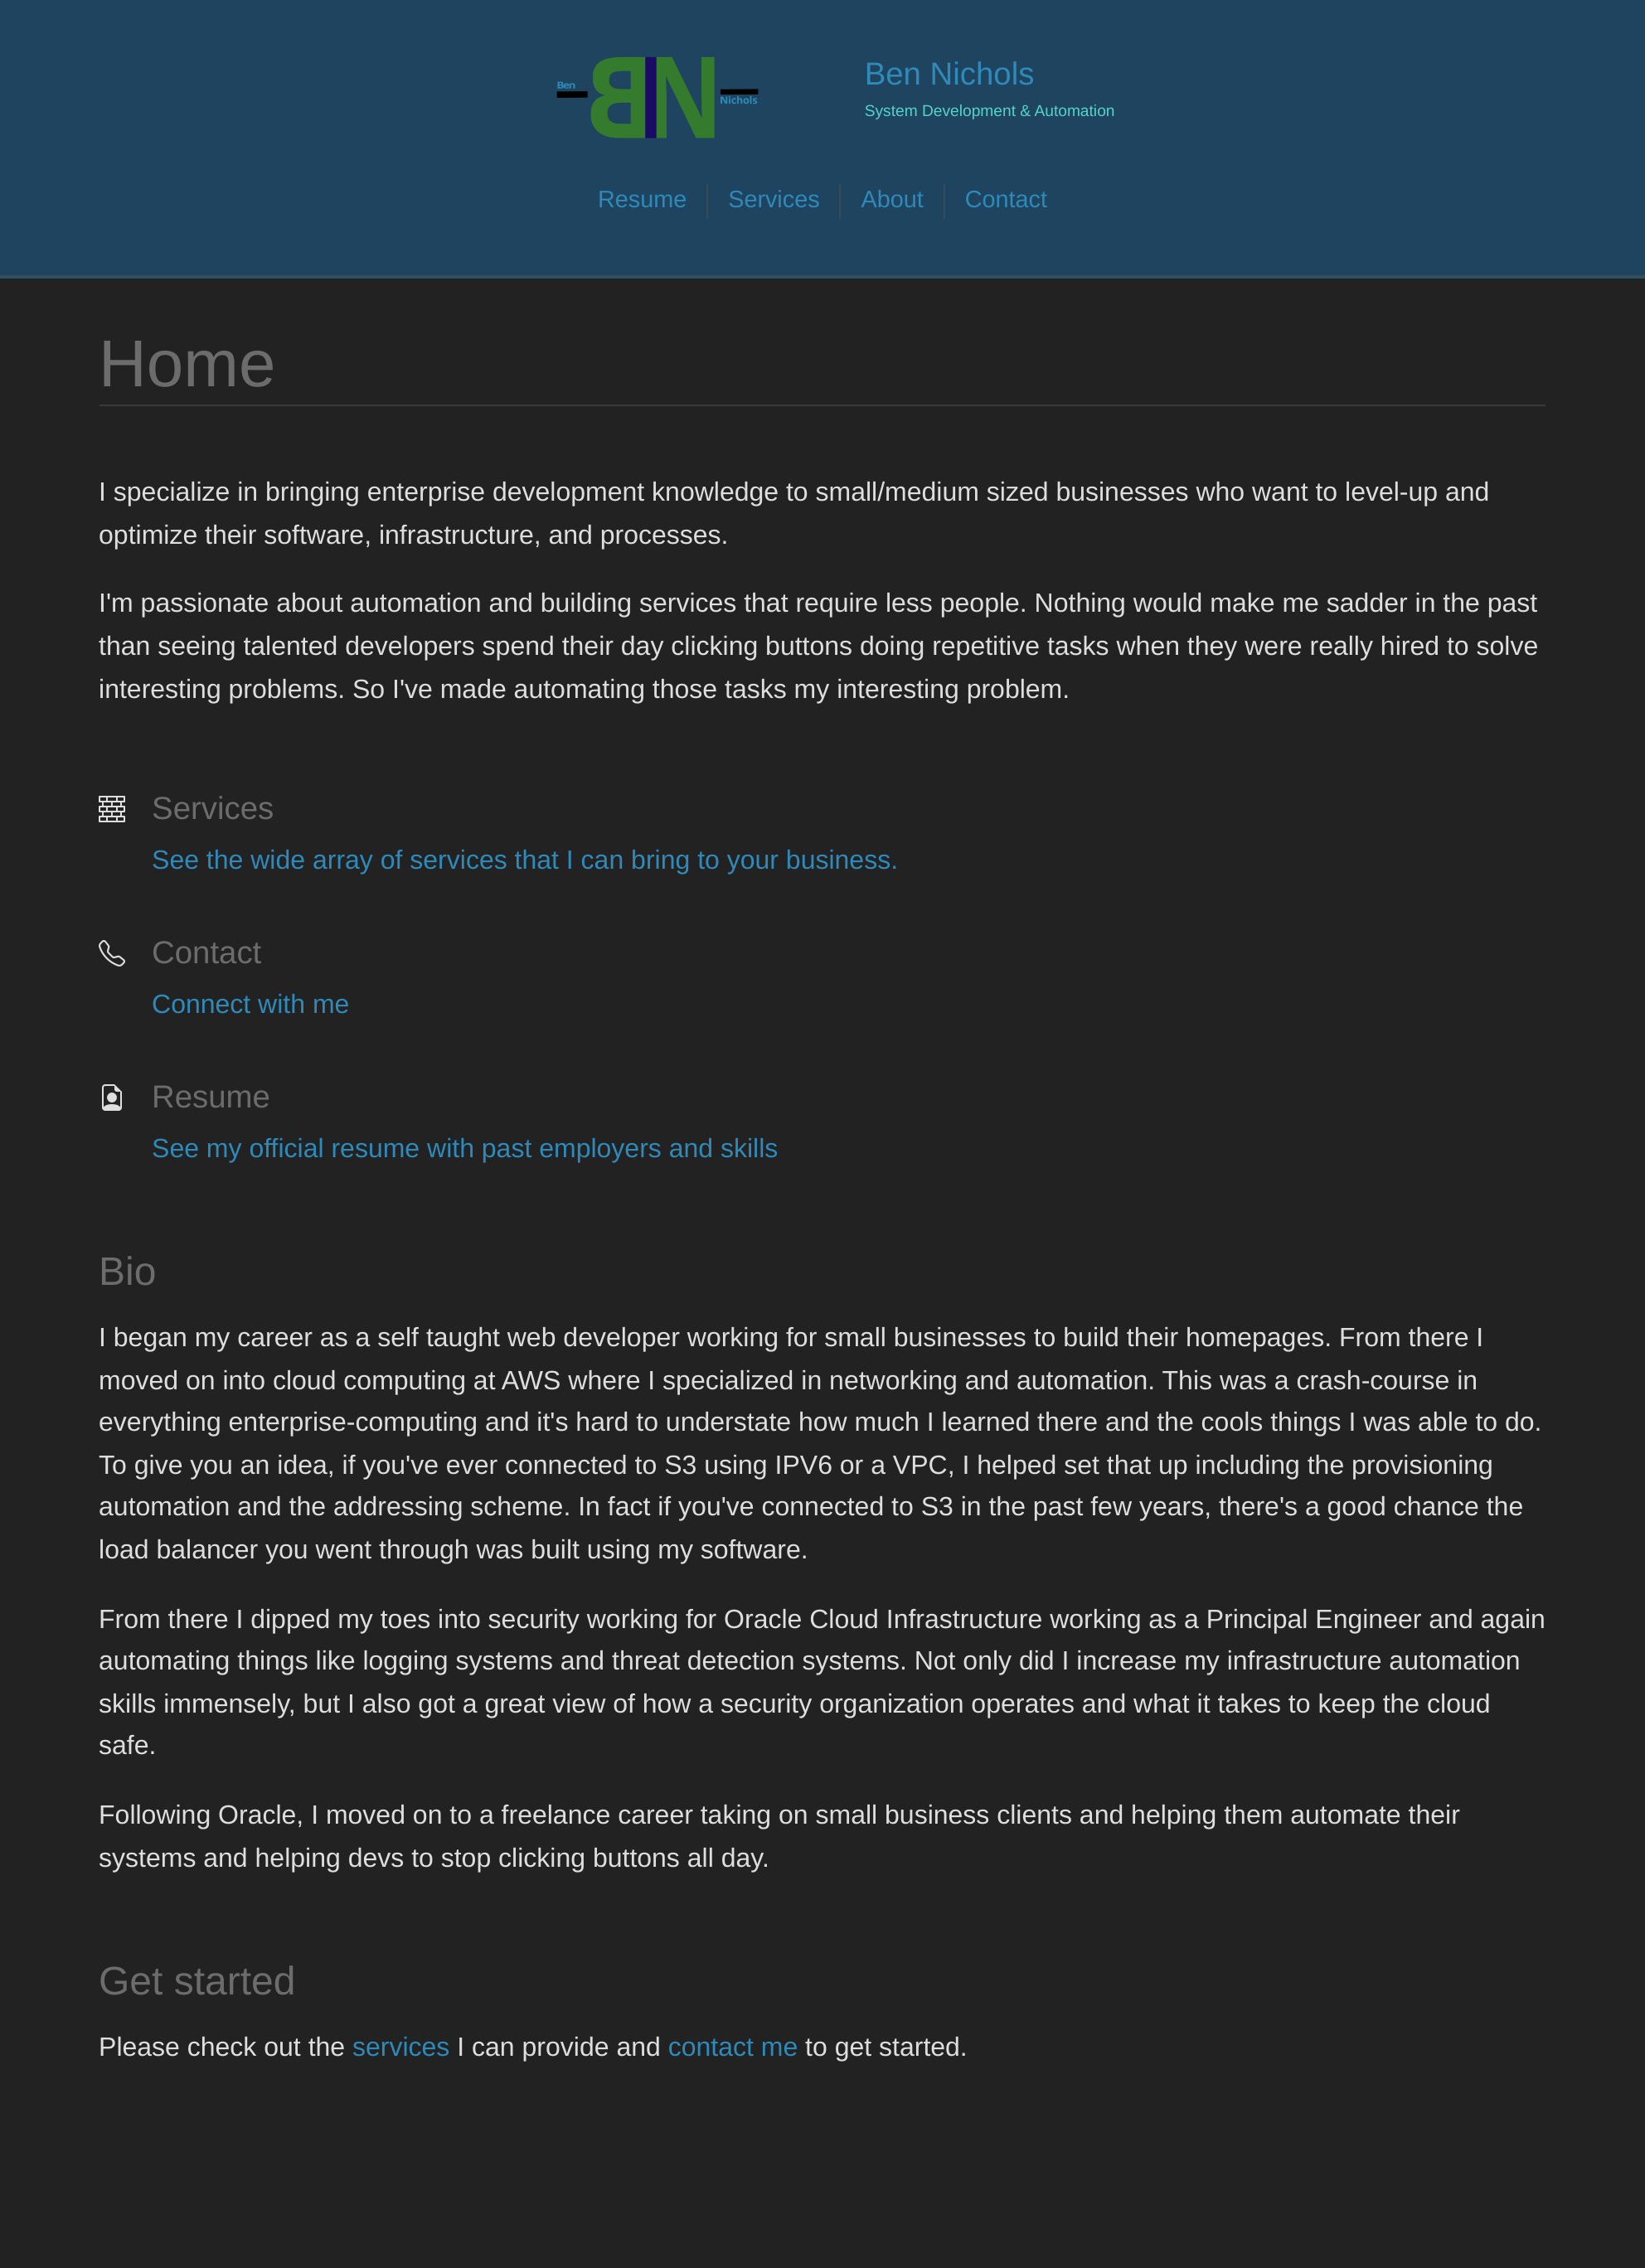 Ben
BN
Nichols
Ben Nichols
System Development & Automation
Resume
Services
About
Contact
Home
I specialize in bringing enterprise development knowledge to small/medium sized businesses who want to level-up and
optimize their software, infrastructure, and processes.
I'm passionate about automation and building services that require less people. Nothing would make me sadder in the past
than seeing talented developers spend their day clicking buttons doing repetitive tasks when they were really hired to solve
interesting problems. So I've made automating those tasks my interesting problem.
Services
See the wide array of services that I can bring to your business.
Contact
Connect with me
Resume
See my official resume with past employers and skills
Bio
I began my career as a self taught web developer working for small businesses to build their homepages. From there I
moved on into cloud computing at AWS where I specialized in networking and automation. This was a crash-course in
everything enterprise-computing and it's hard to understate how much I learned there and the cools things I was able to do.
To give you an idea, if you've ever connected to S3 using IPV6 or a VPC, I helped set that up including the provisioning
automation and the addressing scheme. In fact if you've connected to S3 in the past few years, there's a good chance the
load balancer you went through was built using my software.
From there I dipped my toes into security working for Oracle Cloud Infrastructure working as a Principal Engineer and again
automating things like logging systems and threat detection systems. Not only did I increase my infrastructure automation
skills immensely, but I also got a great view of how a security organization operates and what it takes to keep the cloud
safe.
Following Oracle, I moved on to a freelance career taking on small business clients and helping them automate their
systems and helping devs to stop clicking buttons all day.
Get started
Please check out the services I can provide and contact me to get started.